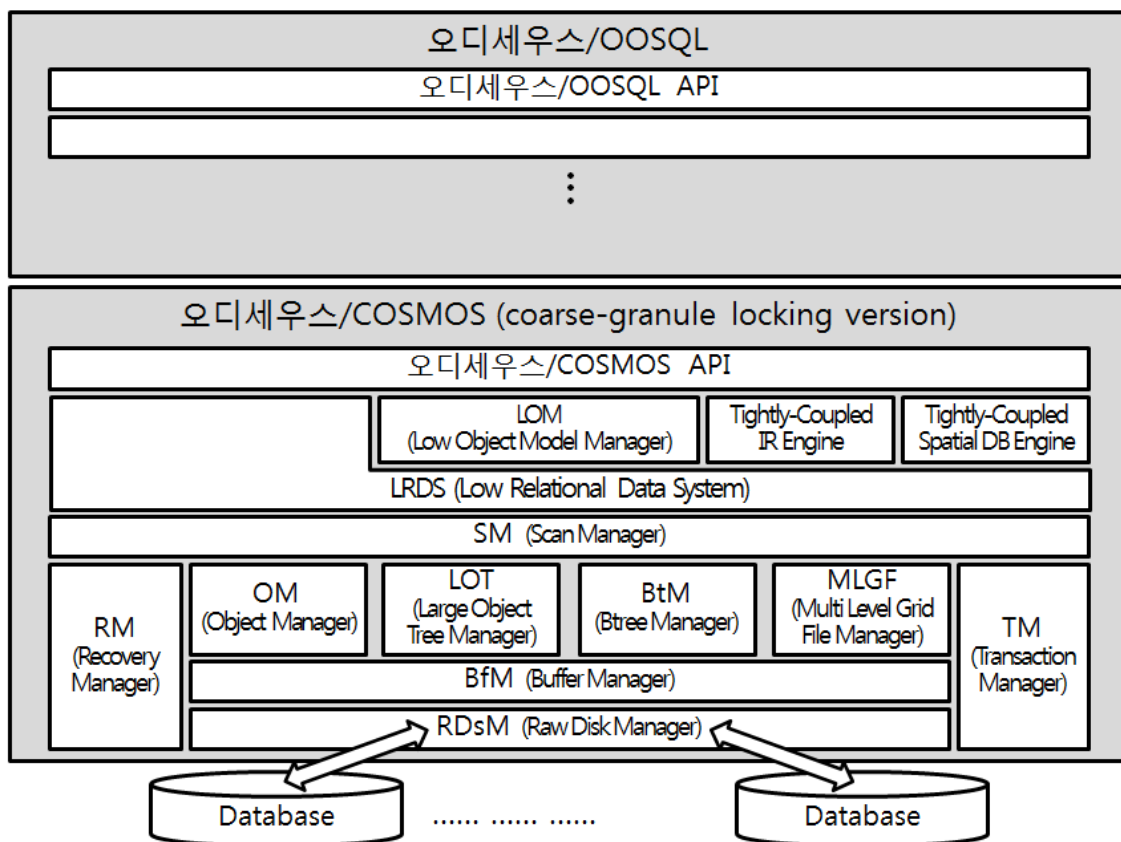 오디세우스/OOSQL
오디세우스/OOSQL API
⋮
오디세우스/COSMOS (coarse-granule locking version)
오디세우스/COSMOS API
LOM
(Low Object Model Manager)
Tightly-Coupled
IR Engine
Tightly-Coupled
Spatial DB Engine
LRDS (Low Relational Data System)
SM (Scan Manager)
RM
(Recovery
Manager)
OM
(Object Manager)
LOT
(Large Object
Tree Manager)
BtM
(Btree Manager)
MLGF
(Multi Level Grid
File Manager)
TM
(Transaction
Manager)
BfM (Buffer Manager)
RDsM (Raw Disk Manager)
Database
...... ...... ......
Database